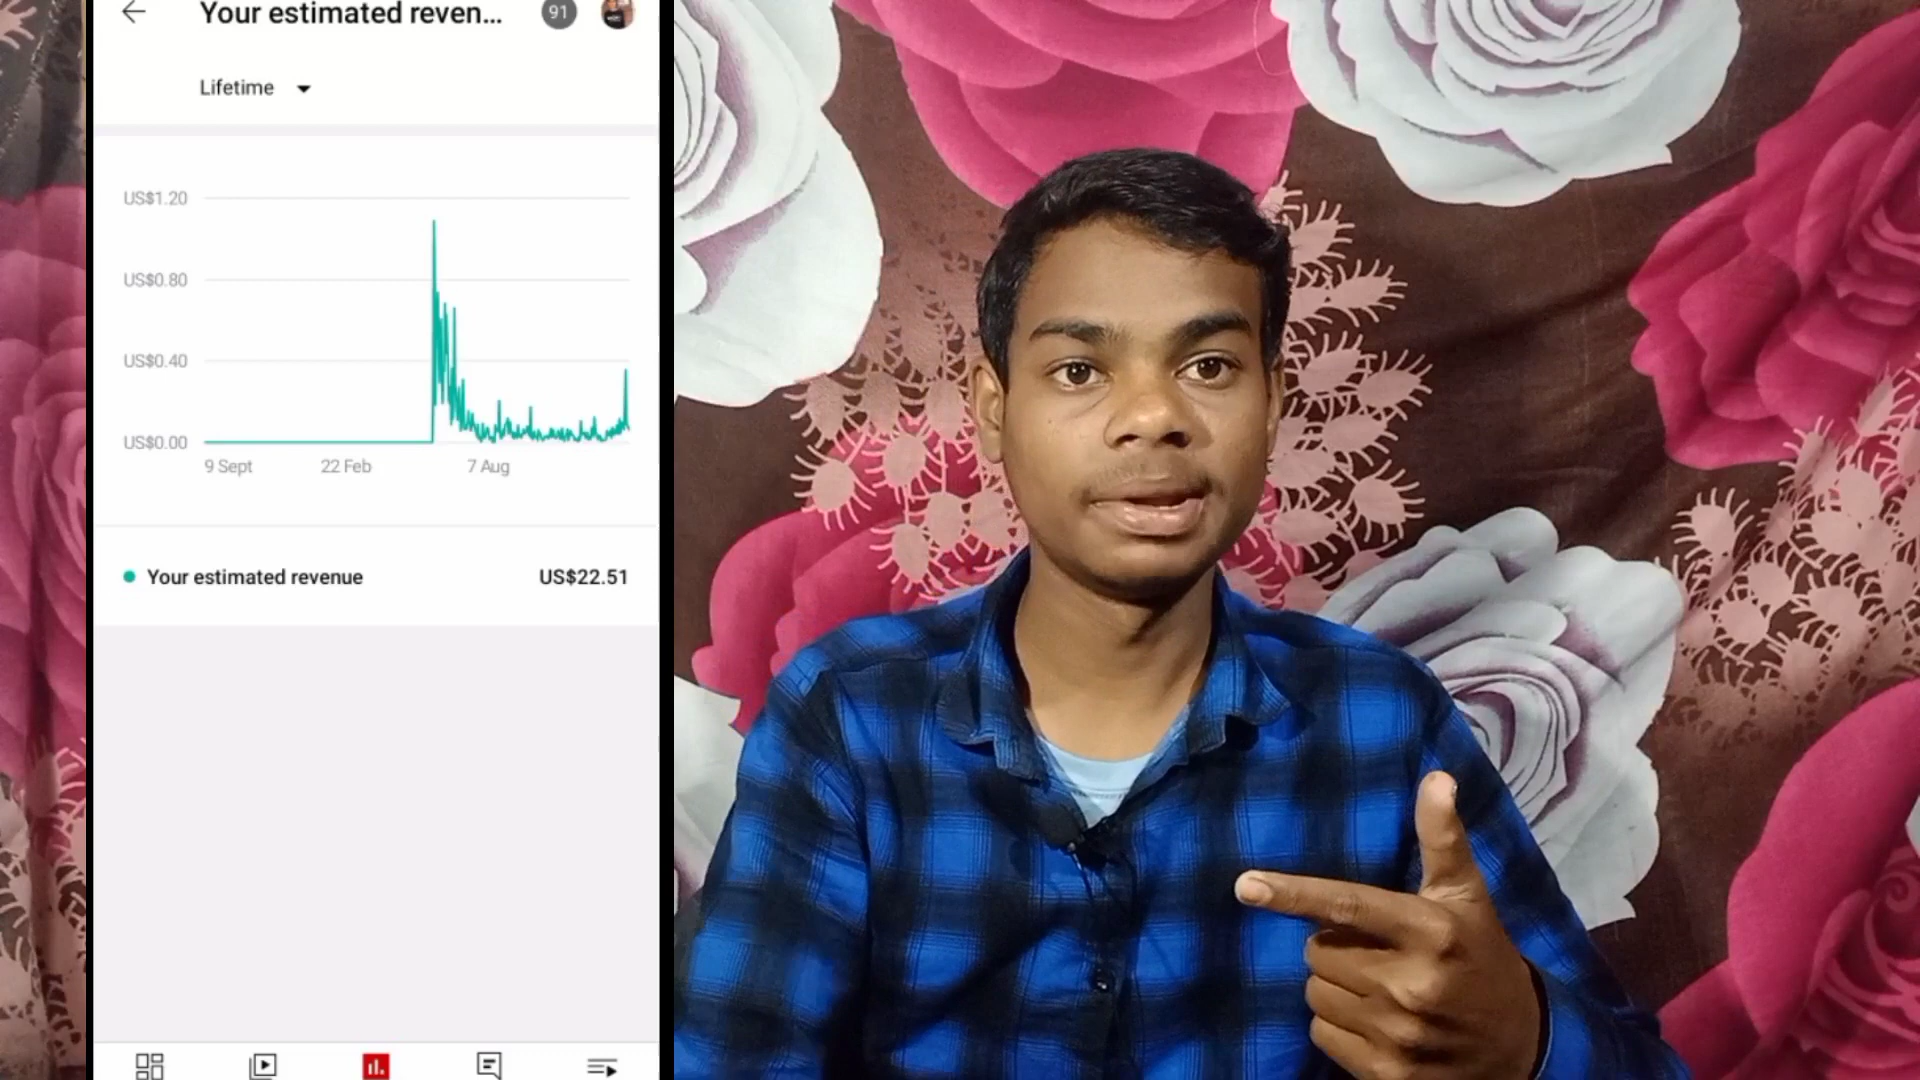 Your estimated reven...
91
Lifetime
US$1.20
US$0.80
US$0.40
US$0.00
9 Sept 22 Feb 7 Aug
Your estimated revenue US$22.51